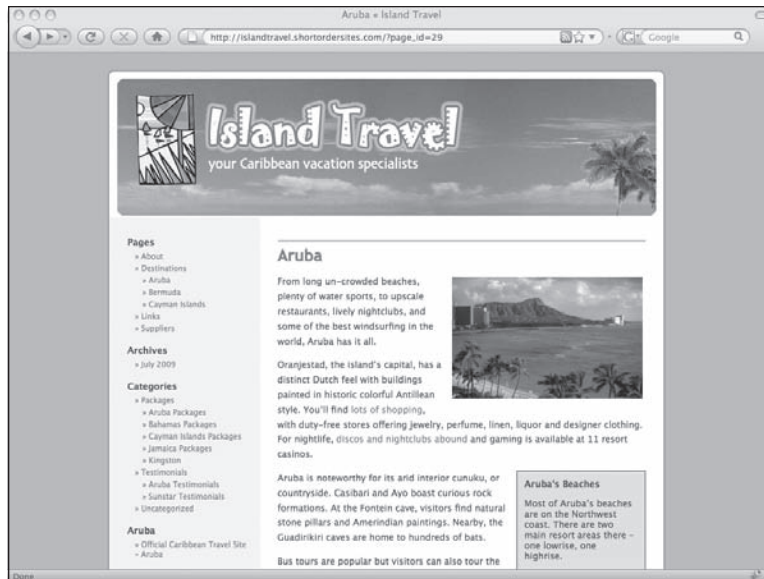 Aruba « Island Travel
http://islandtravel.shortordersites.com/?page_id=29
Google
Island Travel
your Caribbean vacation specialists
Pages
» About
» Destinations
» Aruba
» Bermuda
» Cayman Islands
» Links
» Suppliers
Archives
» July 2009
Categories
» Packages
» Aruba Packages
» Bahamas Packages
» Cayman Islands Packages
» Jamaica Packages
» Kingston
» Testimonials
» Aruba Testimonials
» Sunstar Testimonials
» Uncategorized
Aruba
» Official Caribbean Travel Site
– Aruba
Aruba
From long un-crowded beaches,
plenty of water sports, to upscale
restaurants, lively nightclubs, and
some of the best windsurfing in the
world, Aruba has it all.
Oranjestad, the island's capital, has a
distinct Dutch feel with buildings
painted in historic colorful Antillean
style. You'll find lots of shopping,
with duty-free stores offering jewelry, perfume, linen, liquor and designer clothing.
For nightlife, discos and nightclubs abound and gaming is available at 11 resort
casinos.
Aruba is noteworthy for its arid interior cunuku, or
countryside. Casibari and Ayo boast curious rock
formations. At the Fontein cave, visitors find natural
stone pillars and Amerindian paintings. Nearby, the
Guadirikiri caves are home to hundreds of bats.
Bus tours are popular but visitors can also tour the
Aruba's Beaches
Most of Aruba's beaches
are on the Northwest
coast. There are two
main resort areas there –
one lowrise, one
highrise.
Done